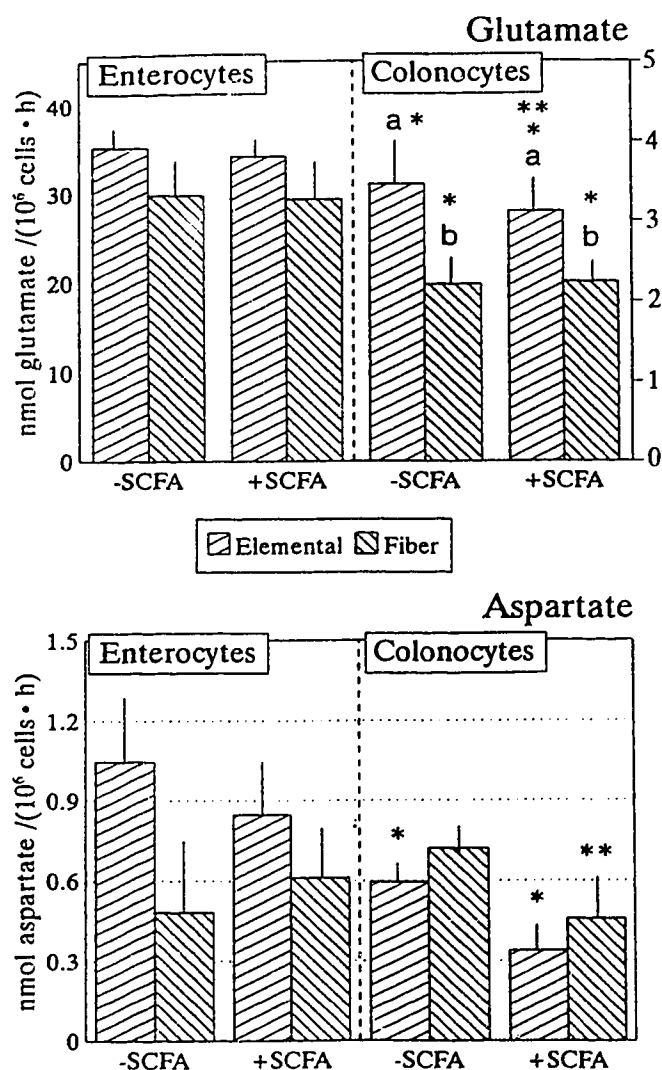 Glutamate
Enterocytes
Colonocytes
nmol glutamate /(10⁶ cells • h)
40
30
20
10
0
5
4
3
2
1
0
a *
*
b
**
*
a
*
b
-SCFA
+SCFA
-SCFA
+SCFA
Elemental Fiber
Aspartate
Enterocytes
Colonocytes
nmol aspartate /(10⁶ cells • h)
1.5
1.2
0.9
0.6
0.3
0
*
*
**
-SCFA
+SCFA
-SCFA
+SCFA